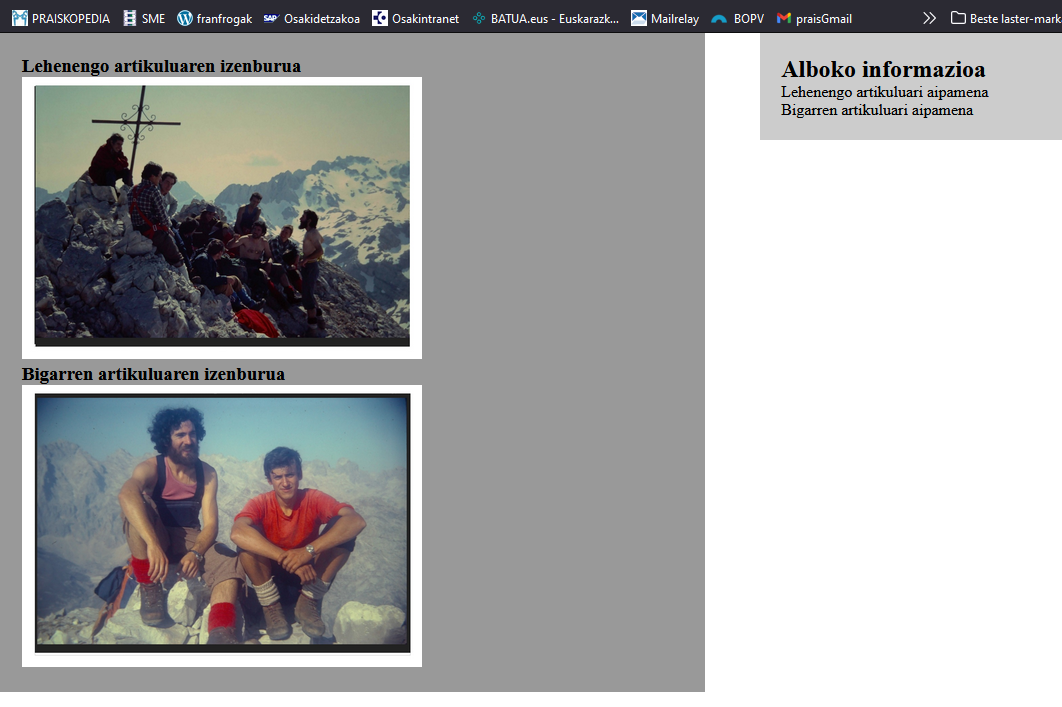 PRAISKOPEDIA SME franfrogak Osakidetzakoa Osakintranet BATUA.eus - Euskarazk... Mailrelay BOPV praisGmail Beste laster-mark
Lehenengo artikuluaren izenburua
Bigarren artikuluaren izenburua
Alboko informazioa
Lehenengo artikuluari aipamena
Bigarren artikuluari aipamena